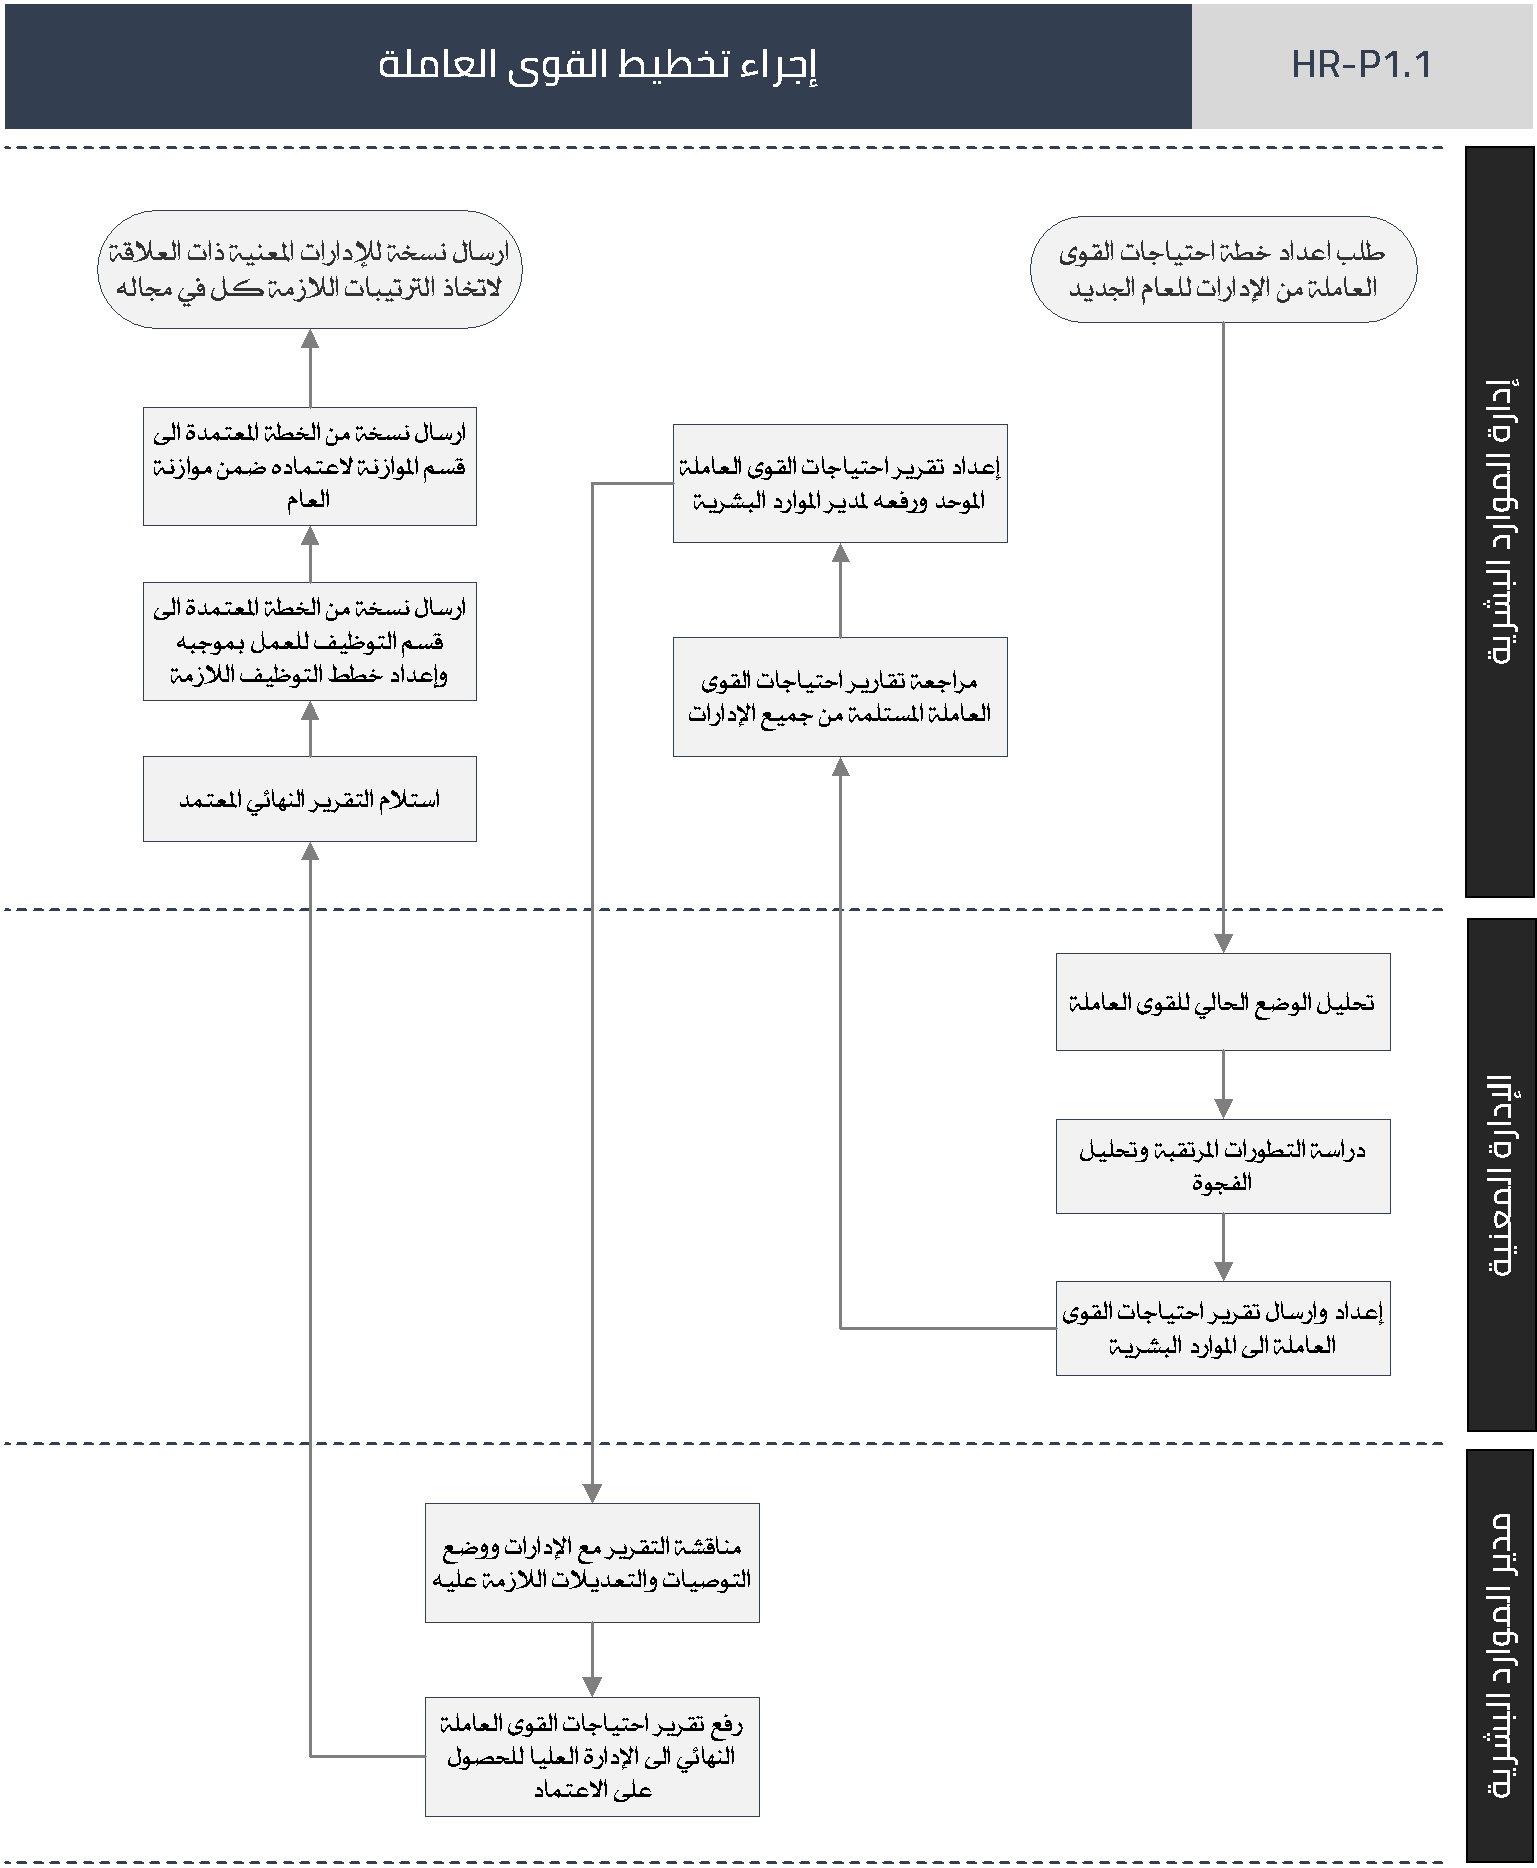 HR-P1.1
إجراء تخطيط القوى العاملة
إدارة الموارد البشرية
طلب اعداد خطة احتياجات القوى
العاملة من الإدارات للعام الجديد
إعداد تقرير احتياجات القوى العاملة
الموحد ورفعه لمدير الموارد البشرية
مراجعة تقارير احتياجات القوى
العاملة المستلمة من جميع الإدارات
ارسال نسخة للإدارات المعنية ذات العلاقة
لاتخاذ الترتيبات اللازمة كل في مجاله
ارسال نسخة من الخطة المعتمدة الى
قسم الموازنة لاعتماده ضمن موازنة
العام
ارسال نسخة من الخطة المعتمدة الى
قسم التوظيف للعمل بموجبه
وإعداد خطط التوظيف اللازمة
استلام التقرير النهائي المعتمد
الأدارة المعنية
تحليل الوضع الحالي للقوى العاملة
دراسة التطورات المرتقبة وتحليل
الفجوة
إعداد وارسال تقرير احتياجات القوى
العاملة الى الموارد البشرية
مدير الموارد البشرية
مناقشة التقرير مع الإدارات ووضع
التوصيات والتعديلات اللازمة عليه
رفع تقرير احتياجات القوى العاملة
النهائي الى الإدارة العليا للحصول
على الاعتماد